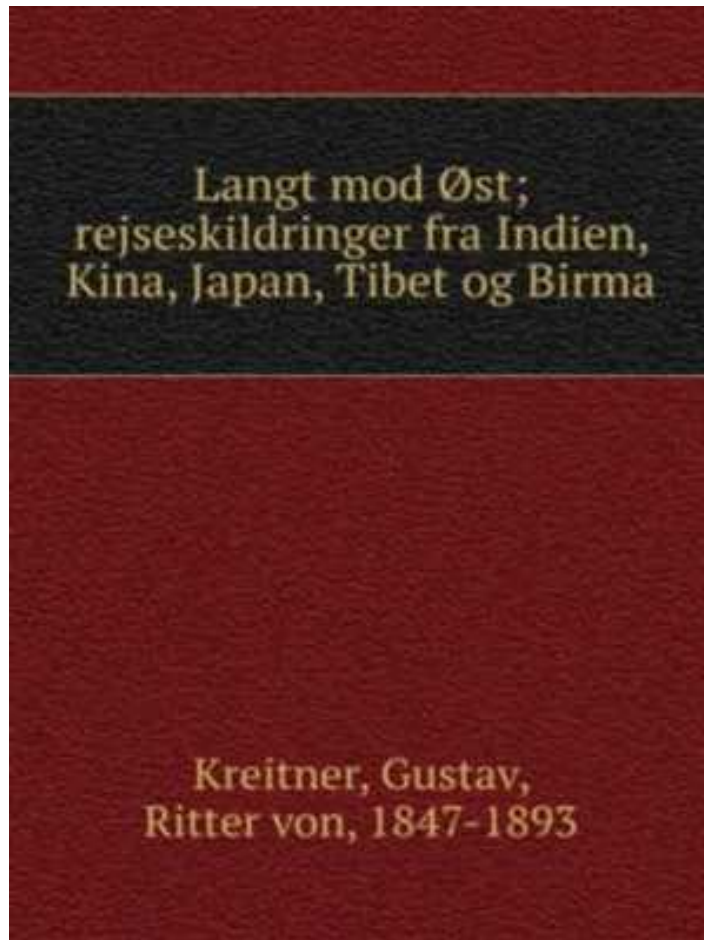 Langt mod Øst;
rejseskildringer fra Indien,
Kina, Japan, Tibet og Birma
Kreitner, Gustav,
Ritter von, 1847-1893